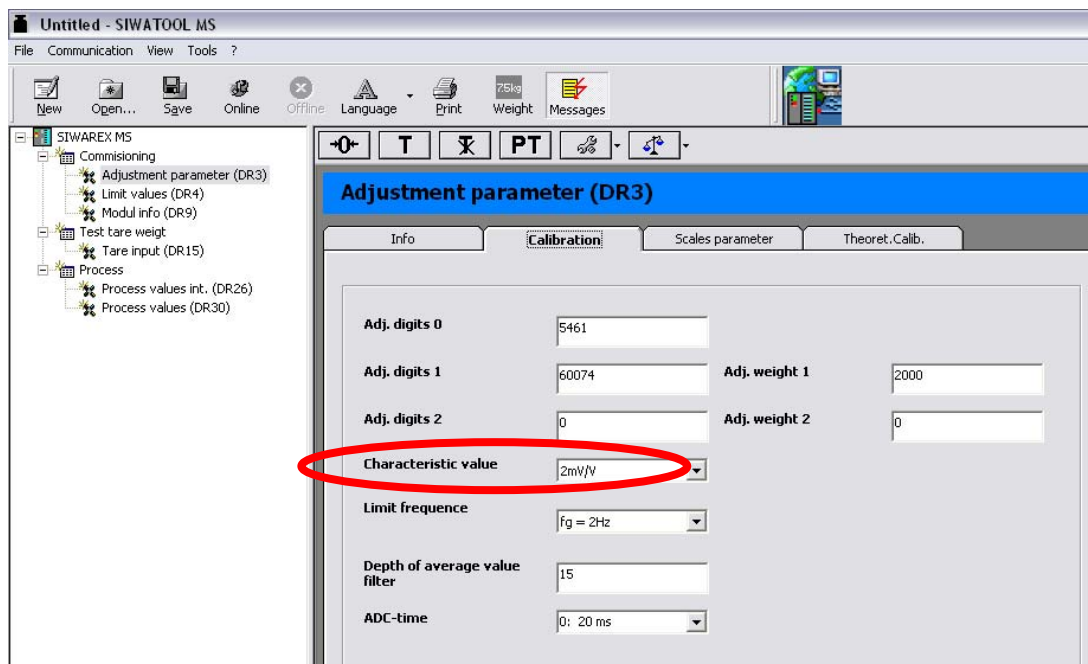 Untitled - SIWATOOL MS
File Communication View Tools ?
New Open... Save Online Offline Language Print 7.5kg Weight Messages
SIWAREX MS
Commisioning
Adjustment parameter (DR3)
Limit values (DR4)
Modul info (DR9)
Test tare weigt
Tare input (DR15)
Process
Process values int. (DR26)
Process values (DR30)
→0← T T PT
Adjustment parameter (DR3)
Info Calibration Scales parameter Theoret.Calib.
Adj. digits 0 5461
Adj. digits 1 60074 Adj. weight 1 2000
Adj. digits 2 0 Adj. weight 2 0
Characteristic value 2mV/V
Limit frequence fg = 2Hz
Depth of average value
filter 15
ADC-time 0: 20 ms